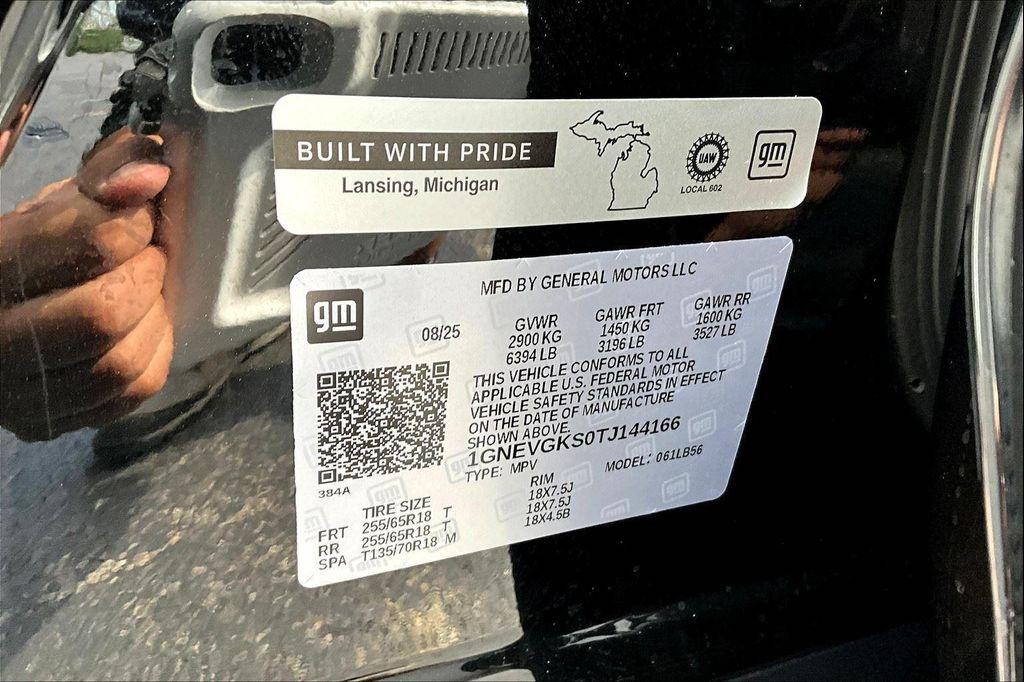 BUILT WITH PRIDE
Lansing, Michigan
UAW
LOCAL 602
gm
MFD BY GENERAL MOTORS LLC
gm
08/25
GVWR
2900 KG
6394 LB
GAWR FRT
1450 KG
3196 LB
GAWR RR
1600 KG
3527 LB
THIS VEHICLE CONFORMS TO ALL
APPLICABLE U.S. FEDERAL MOTOR
VEHICLE SAFETY STANDARDS IN EFFECT
ON THE DATE OF MANUFACTURE
SHOWN ABOVE.
1GNEVGKS0TJ144166
TYPE: MPV
MODEL: 061LB56
384A
TIRE SIZE
RIM
FRT 255/65R18 T 18X7.5J
RR 255/65R18 T 18X7.5J
SPA T135/70R18 M 18X4.5B